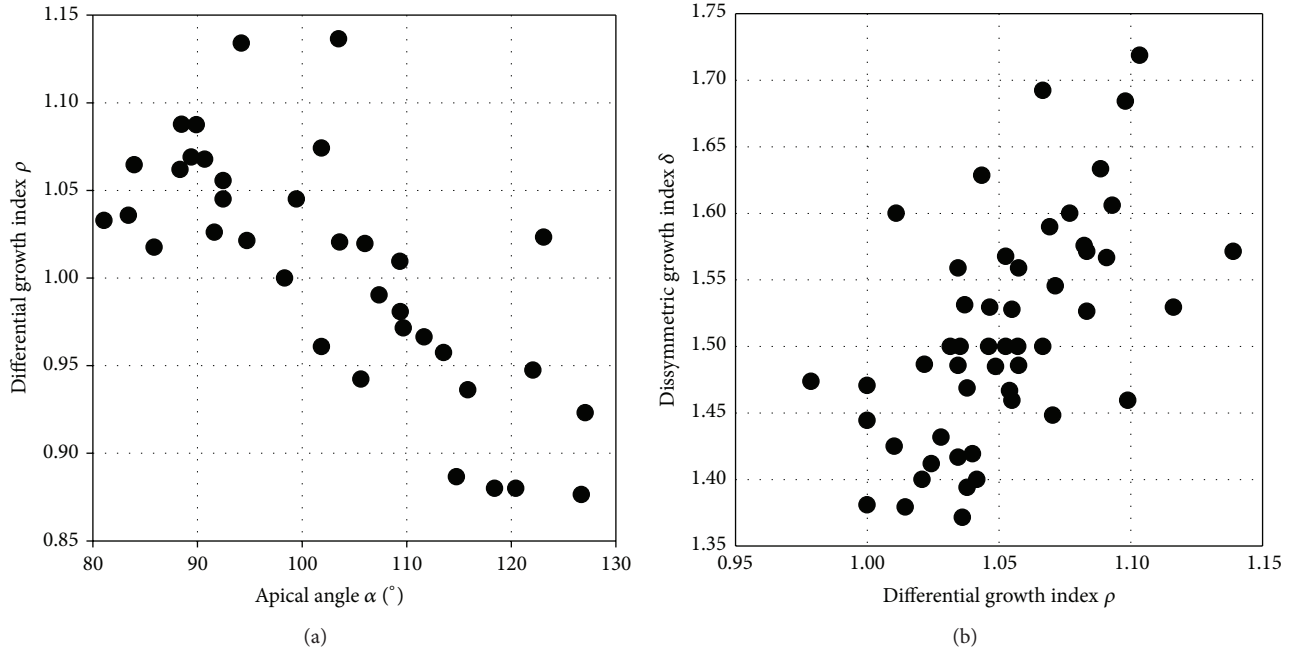 1.15
1.10
1.05
1.00
0.95
0.90
0.85
Differential growth index ρ
80 90 100 110 120 130
Apical angle α (°)
(a)
1.75
1.70
1.65
1.60
1.55
1.50
1.45
1.40
1.35
Dissymmetric growth index δ
0.95 1.00 1.05 1.10 1.15
Differential growth index ρ
(b)